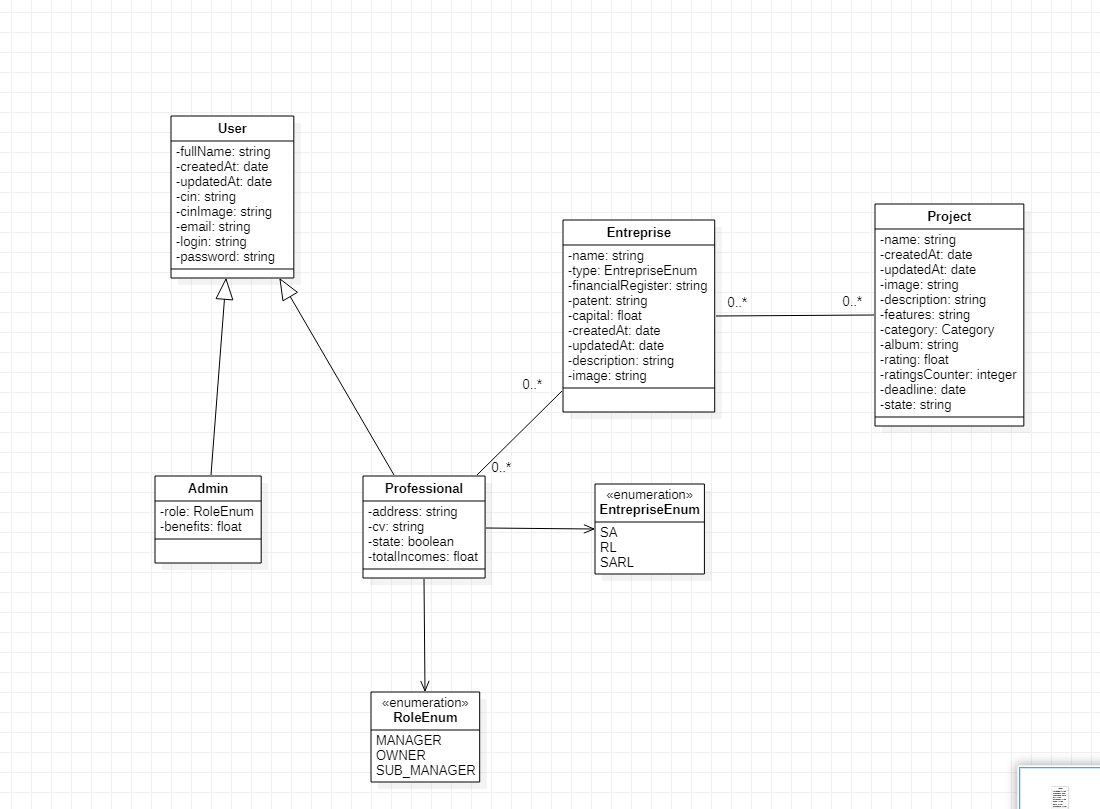 User
-fullName: string
-createdAt: date
-updatedAt: date
-cin: string
-cinImage: string
-email: string
-login: string
-password: string
Entreprise
-name: string
-type: EntrepriseEnum
-financialRegister: string
-patent: string
-capital: float
-createdAt: date
-updatedAt: date
-description: string
-image: string
Project
-name: string
-createdAt: date
-updatedAt: date
-image: string
-description: string
-features: string
-category: Category
-album: string
-rating: float
-ratingsCounter: integer
-deadline: date
-state: string
0..*
0..*
0..*
0..*
Admin
-role: RoleEnum
-benefits: float
Professional
-address: string
-cv: string
-state: boolean
-totalIncomes: float
«enumeration»
EntrepriseEnum
SA
RL
SARL
«enumeration»
RoleEnum
MANAGER
OWNER
SUB_MANAGER